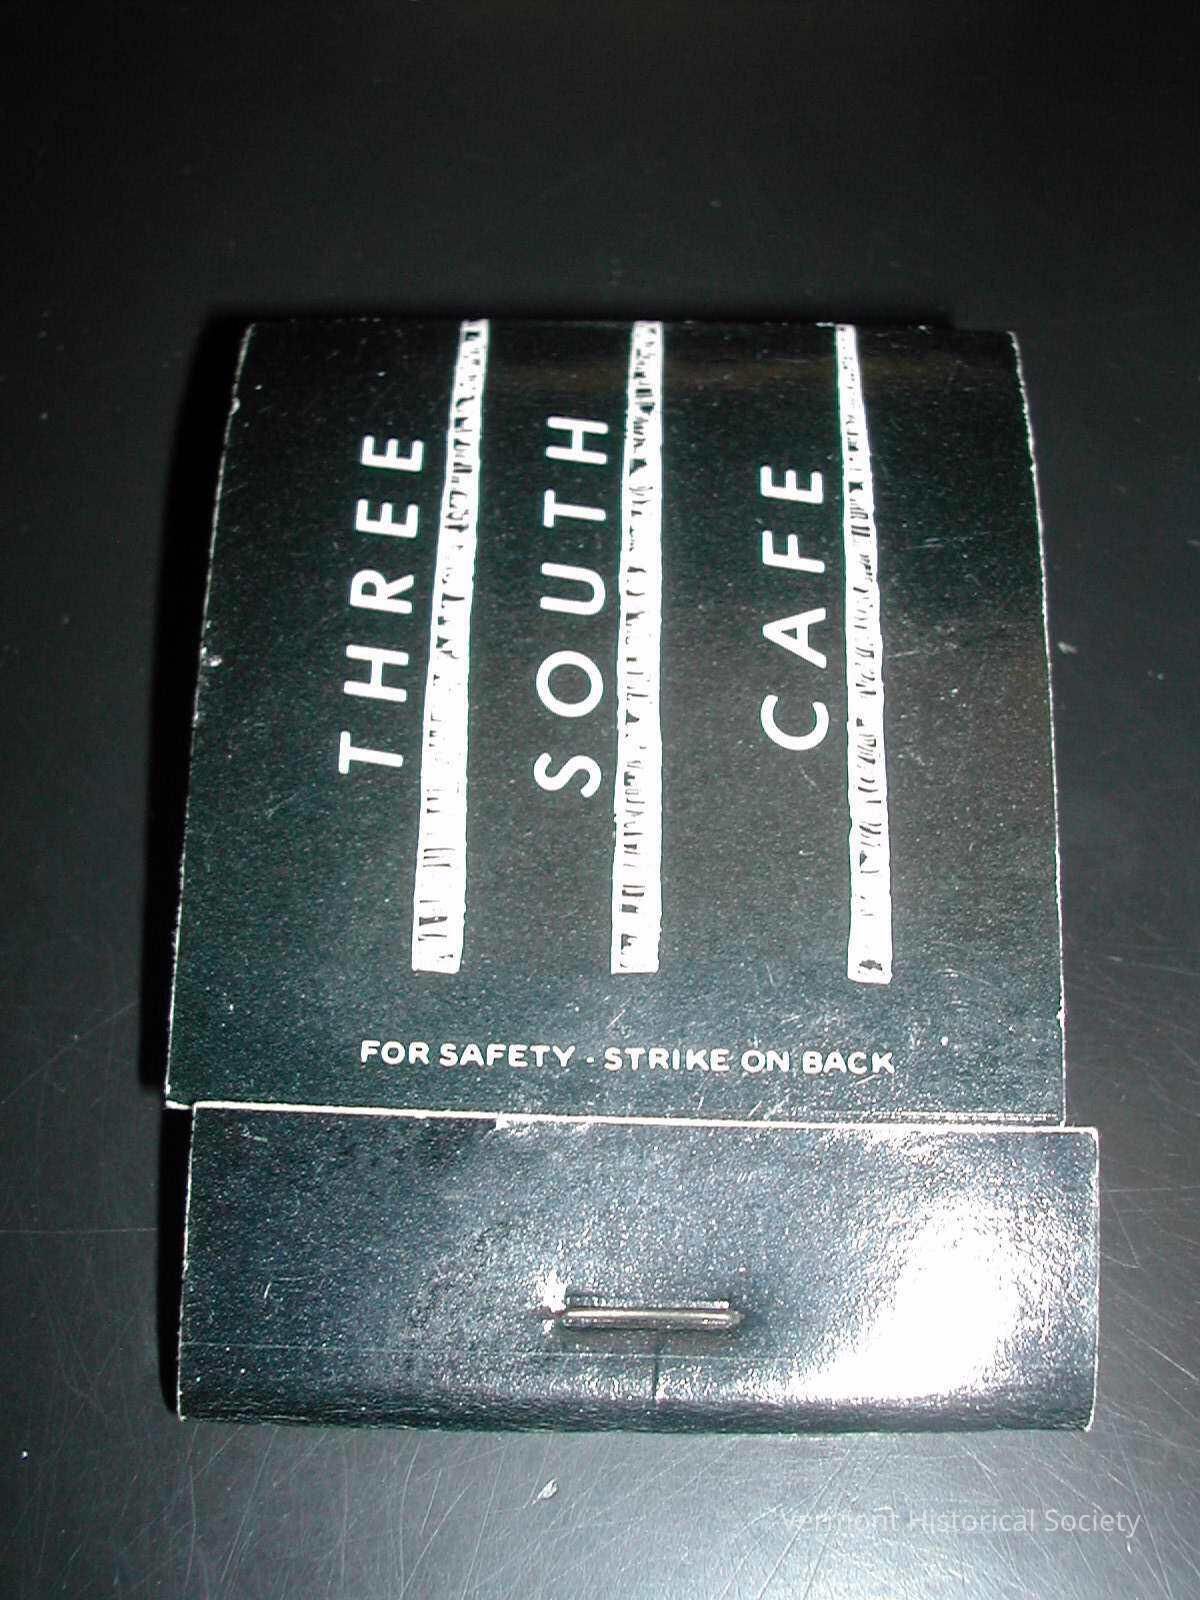 THREE
SOUTH
CAFE
FOR SAFETY - STRIKE ON BACK
Vermont Historical Society